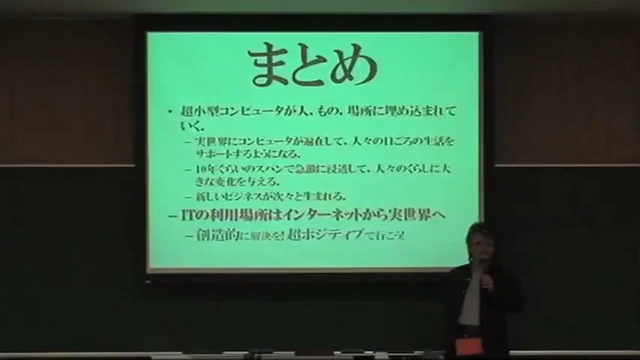 まとめ
• 超小型コンピュータが人、もの、場所に埋め込まれて
いく.
– 実世界にコンピュータが遍在して、人々の日ごろの生活を
サポートするようになる.
– 10年ぐらいのスパンで急激に浸透して、人々のくらしに大
きな変化を与える.
– 新しいビジネスが次々と生まれる.
– ITの利用場所はインターネットから実世界へ
– 創造的に解決を! 超ポジティブで行こう!